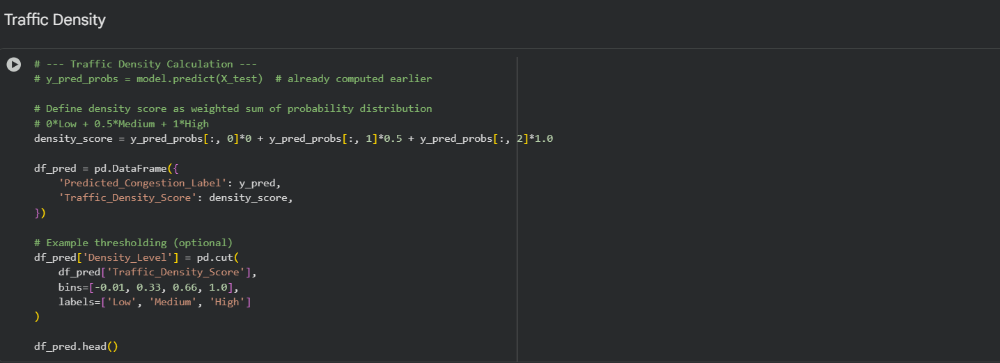 Traffic Density
# --- Traffic Density Calculation ---
# y_pred_probs = model.predict(X_test)  # already computed earlier
# Define density score as weighted sum of probability distribution
# 0*Low + 0.5*Medium + 1*High
density_score = y_pred_probs[:, 0]*0 + y_pred_probs[:, 1]*0.5 + y_pred_probs[:, 2]*1.0
df_pred = pd.DataFrame({
    'Predicted_Congestion_Label': y_pred,
    'Traffic_Density_Score': density_score,
})
# Example thresholding (optional)
df_pred['Density_Level'] = pd.cut(
    df_pred['Traffic_Density_Score'],
    bins=[-0.01, 0.33, 0.66, 1.0],
    labels=['Low', 'Medium', 'High']
)
df_pred.head()